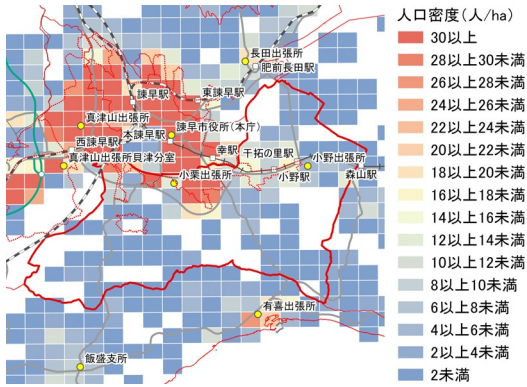 人口密度(人/ha)
30以上
28以上30未満
26以上28未満
24以上26未満
22以上24未満
20以上22未満
18以上20未満
16以上18未満
14以上16未満
12以上14未満
10以上12未満
8以上10未満
6以上8未満
4以上6未満
2以上4未満
2未満
長田出張所
肥前長田駅
諫早駅
東諫早駅
真津山出張所
諫早市役所(本庁)
本諫早駅
西諫早駅
幸駅
干拓の里駅
小野出張所
真津山出張所貝津分室
小栗出張所
小野駅
森山駅
有喜出張所
飯盛支所